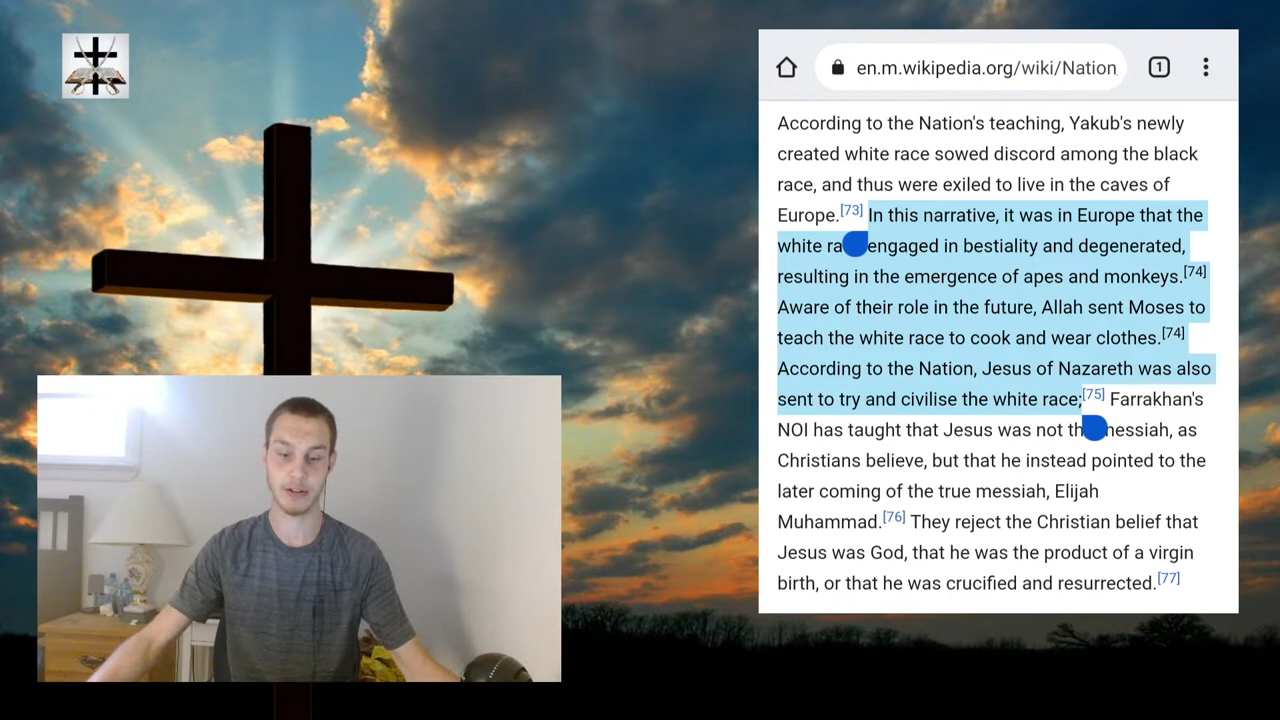 en.m.wikipedia.org/wiki/Nation
1
According to the Nation's teaching, Yakub's newly
created white race sowed discord among the black
race, and thus were exiled to live in the caves of
Europe.[73] In this narrative, it was in Europe that the
white ra engaged in bestiality and degenerated,
resulting in the emergence of apes and monkeys.[74]
Aware of their role in the future, Allah sent Moses to
teach the white race to cook and wear clothes.[74]
According to the Nation, Jesus of Nazareth was also
sent to try and civilise the white race;[75] Farrakhan's
NOI has taught that Jesus was not th nessiah, as
Christians believe, but that he instead pointed to the
later coming of the true messiah, Elijah
Muhammad.[76] They reject the Christian belief that
Jesus was God, that he was the product of a virgin
birth, or that he was crucified and resurrected.[77]